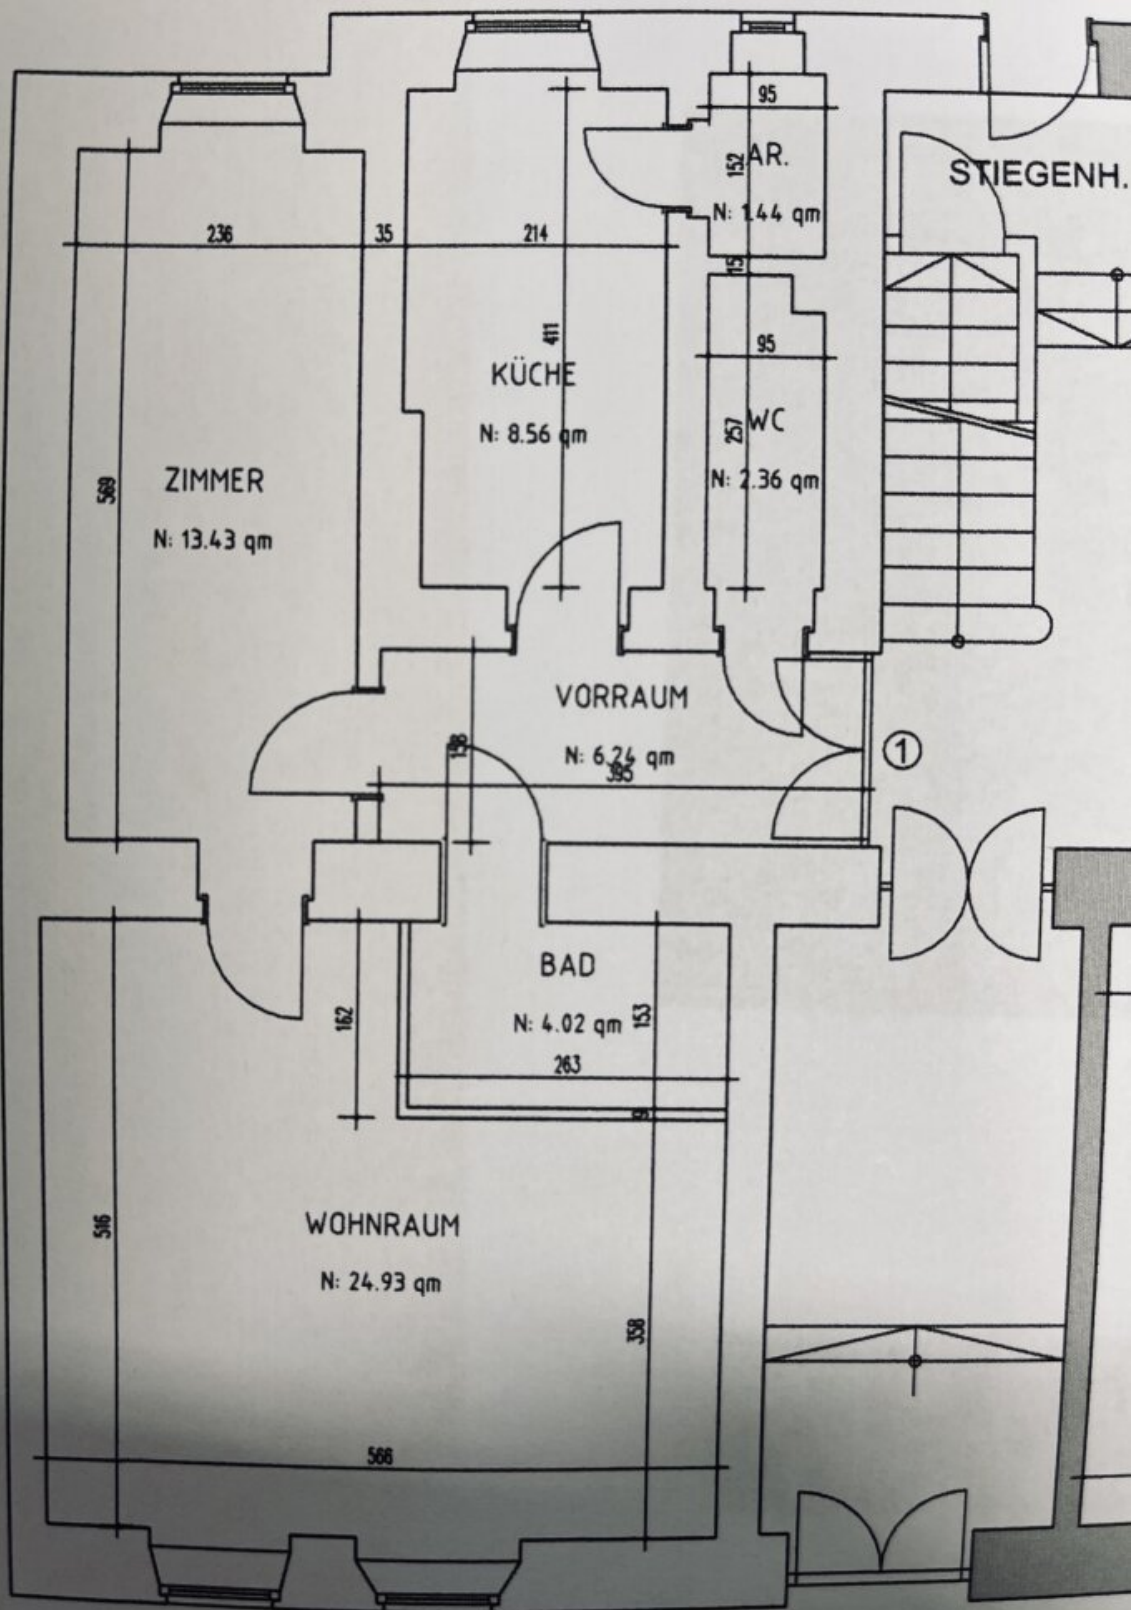 95
152
AR.
N: 1.44 qm
STIEGENH.
236
35
214
15
411
95
KÜCHE
N: 8.56 qm
257
WC
N: 2.36 qm
569
ZIMMER
N: 13.43 qm
VORRAUM
N: 6.24 qm
395
158
1
BAD
N: 4.02 qm
153
162
263
9
516
WOHNRAUM
N: 24.93 qm
358
566